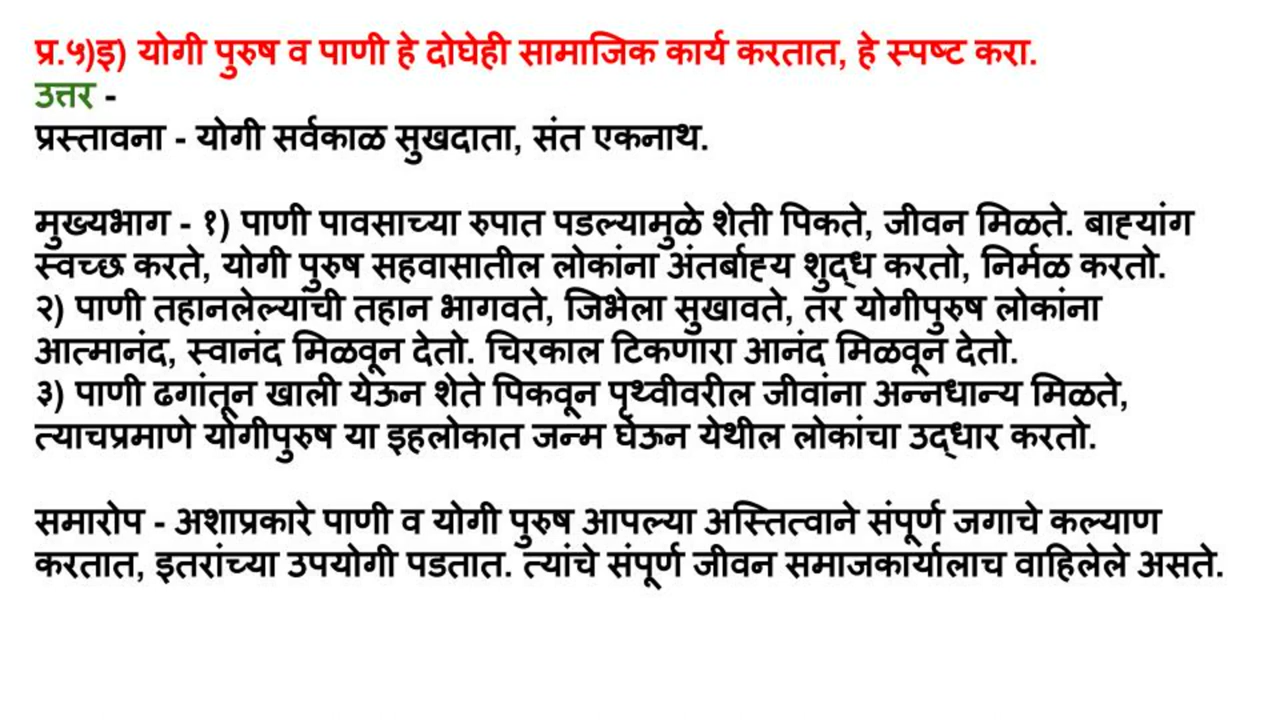 प्र.५)इ) योगी पुरुष व पाणी हे दोघेही सामाजिक कार्य करतात, हे स्पष्ट करा.
उत्तर -
प्रस्तावना - योगी सर्वकाळ सुखदाता, संत एकनाथ.
मुख्यभाग - १) पाणी पावसाच्या रुपात पडल्यामुळे शेती पिकते, जीवन मिळते. बाह्यांग
स्वच्छ करते, योगी पुरुष सहवासातील लोकांना अंतर्बाह्य शुद्ध करतो, निर्मळ करतो.
२) पाणी तहानलेल्यांची तहान भागवते, जिभेला सुखावते, तर योगीपुरुष लोकांना
आत्मानंद, स्वानंद मिळवून देतो. चिरकाल टिकणारा आनंद मिळवून देतो.
३) पाणी ढगांतून खाली येऊन शेते पिकवून पृथ्वीवरील जीवांना अन्नधान्य मिळते,
त्याचप्रमाणे योगीपुरुष या इहलोकात जन्म घेऊन येथील लोकांचा उद्धार करतो.
समारोप - अशाप्रकारे पाणी व योगी पुरुष आपल्या अस्तित्वाने संपूर्ण जगाचे कल्याण
करतात, इतरांच्या उपयोगी पडतात. त्यांचे संपूर्ण जीवन समाजकार्यालाच वाहिलेले असते.